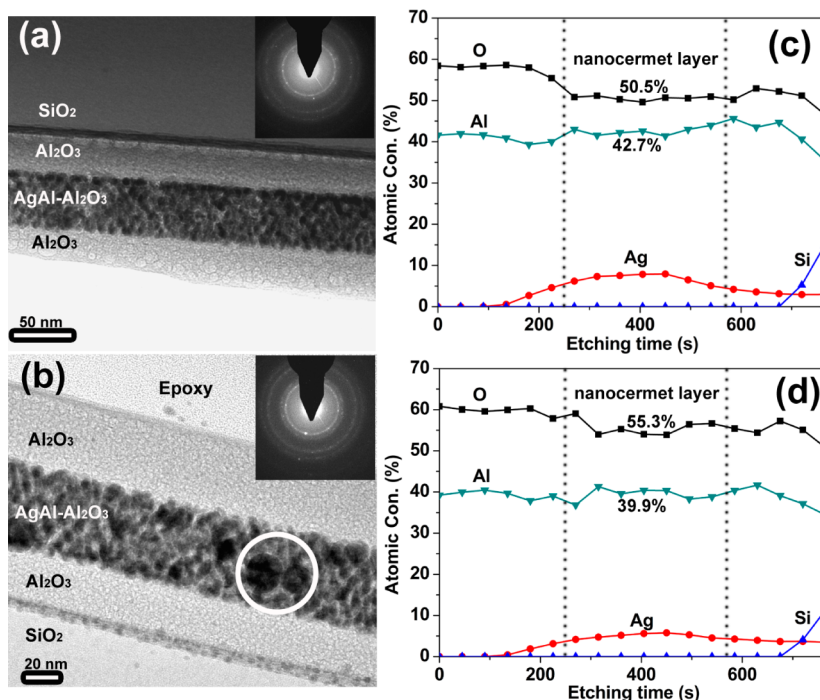 (a)
SiO2
Al2O3
AgAl-Al2O3
Al2O3
50 nm
(b)
Epoxy
Al2O3
AgAl-Al2O3
Al2O3
SiO2
20 nm
(c)
Atomic Con. (%)
70
60
50
40
30
20
10
0
O
nanocermet layer
50.5%
Al
42.7%
Ag
Si
0 200 400 600
Etching time (s)
(d)
Atomic Con. (%)
70
60
50
40
30
20
10
0
O
nanocermet layer
55.3%
Al
39.9%
Ag
Si
0 200 400 600
Etching time (s)